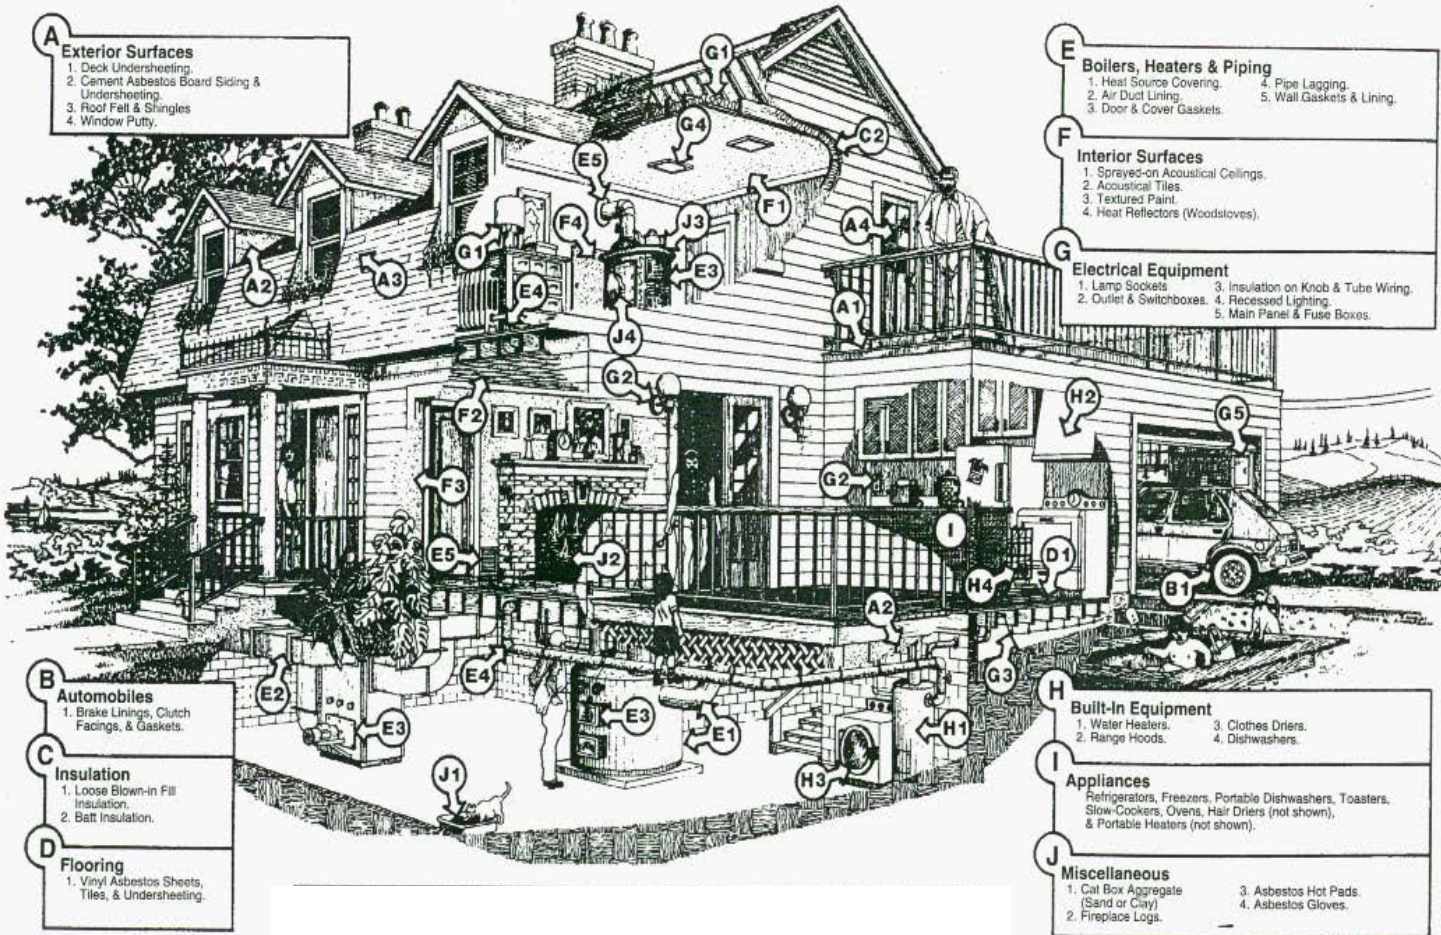 A
Exterior Surfaces
1. Deck Undersheeting.
2. Cement Asbestos Board Siding &
Undersheeting.
3. Roof Felt & Shingles
4. Window Putty.
B
Automobiles
1. Brake Linings, Clutch
Facings, & Gaskets.
C
Insulation
1. Loose Blown-in Fill
Insulation.
2. Batt Insulation.
D
Flooring
1. Vinyl Asbestos Sheets,
Tiles, & Undersheeting.
E
Boilers, Heaters & Piping
1. Heat Source Covering.
2. Air Duct Lining.
3. Door & Cover Gaskets.
4. Pipe Lagging.
5. Wall Gaskets & Lining.
F
Interior Surfaces
1. Sprayed-on Acoustical Ceilings.
2. Acoustical Tiles.
3. Textured Paint.
4. Heat Reflectors (Woodstoves).
G
Electrical Equipment
1. Lamp Sockets
2. Outlet & Switchboxes.
3. Insulation on Knob & Tube Wiring.
4. Recessed Lighting.
5. Main Panel & Fuse Boxes.
H
Built-In Equipment
1. Water Heaters.
2. Range Hoods.
3. Clothes Driers.
4. Dishwashers.
I
Appliances
Refrigerators, Freezers, Portable Dishwashers, Toasters,
Slow-Cookers, Ovens, Hair Driers (not shown),
& Portable Heaters (not shown).
J
Miscellaneous
1. Cat Box Aggregate
(Sand or Clay)
2. Fireplace Logs.
3. Asbestos Hot Pads.
4. Asbestos Gloves.
G1
G4
C2
E5
F1
J3
F4
A4
G1
E3
A2
A3
E4
A1
J4
G2
H2
G5
F2
F3
G2
I
E5
J2
D1
H4
B1
A2
E4
G3
E2
E3
E3
E1
H1
J1
H3